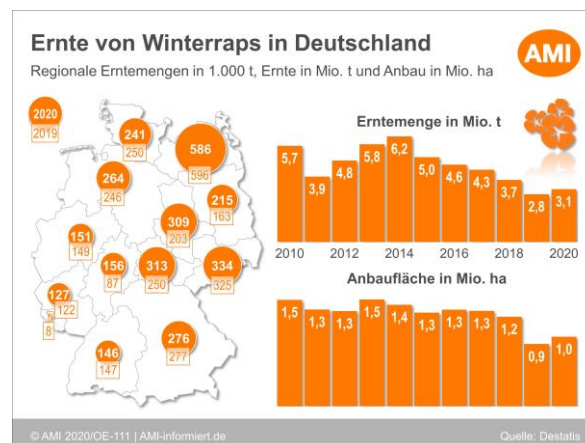 Ernte von Winterraps in Deutschland
Regionale Erntemengen in 1.000 t, Ernte in Mio. t und Anbau in Mio. ha
AMI
2020
2019
241
250
586
596
264
246
215
163
309
203
151
149
156
87
313
250
334
325
127
122
8
146
147
276
277
Erntemenge in Mio. t
5,7 3,9 4,8 5,8 6,2 5,0 4,6 4,3 3,7 2,8 3,1
2010 2012 2014 2016 2018 2020
Anbaufläche in Mio. ha
1,5 1,3 1,3 1,5 1,4 1,3 1,3 1,3 1,2 0,9 1,0
© AMI 2020/OE-111 | AMI-informiert.de
Quelle: Destatis